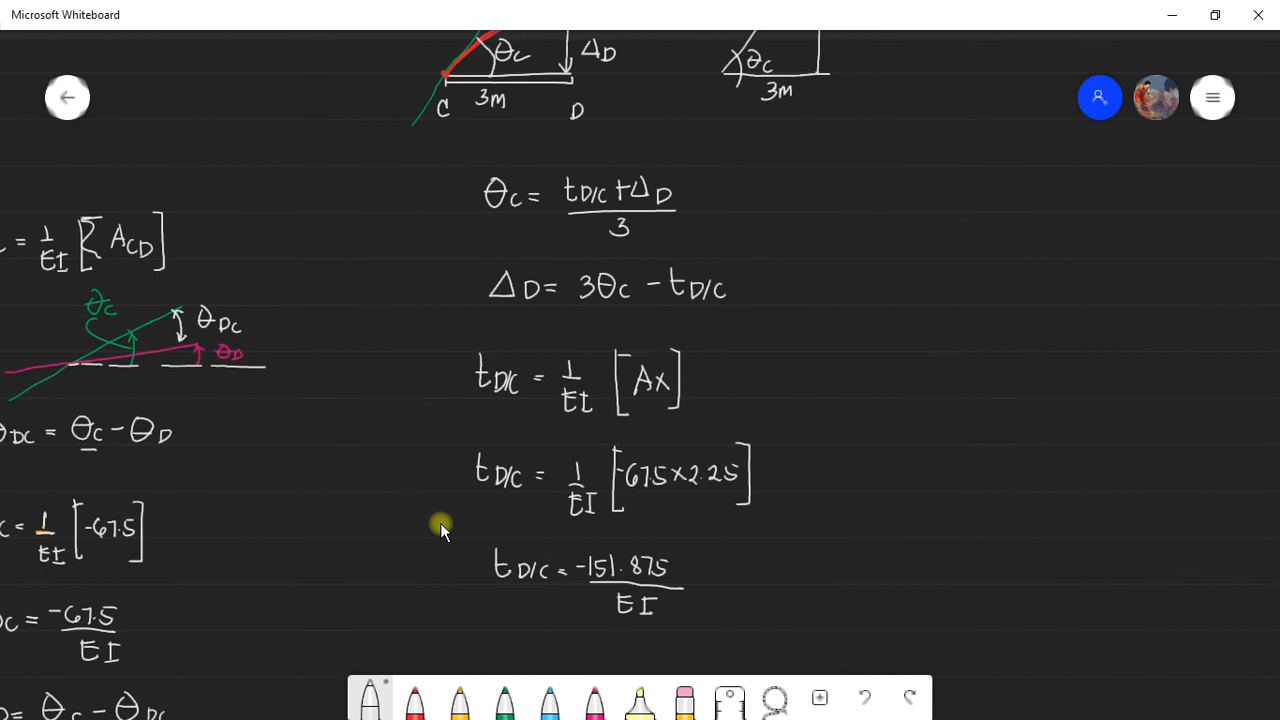 Microsoft Whiteboard
θc ΔD
3m
C D
θc
3m
θc = tD/C + ΔD
3
= 1/EI [Σ ACD]
ΔD = 3θc - tD/C
θc
θDC
θD
tD/C = 1/EI [Ax]
θDC = θc - θD
tD/C = 1/EI [-67.5 x 2.25]
C = 1/EI [-67.5]
tD/C = -151.875
EI
C = -67.5
EI
= θc - θDC